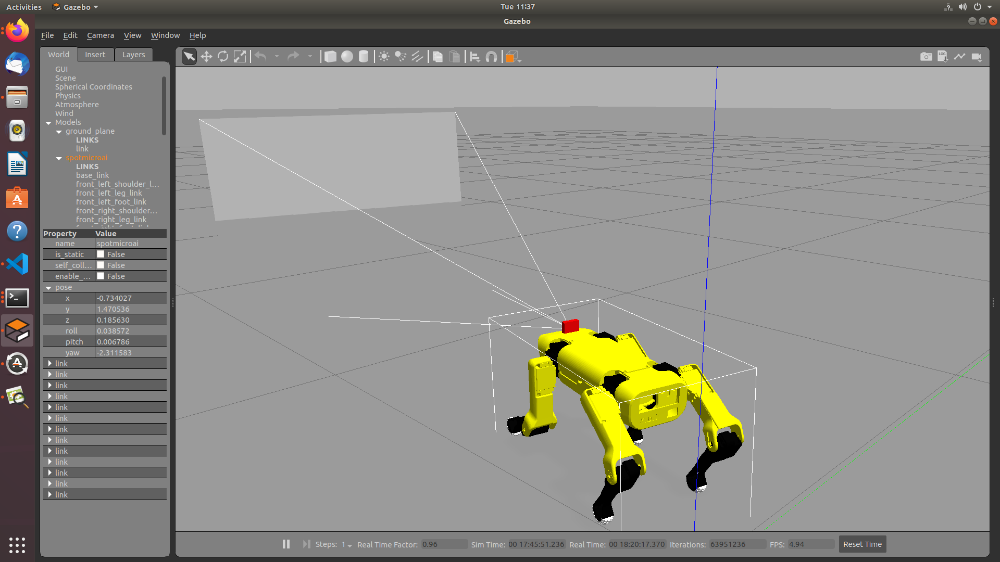 Activities Gazebo Tue 11:37
Gazebo
File Edit Camera View Window Help
World Insert Layers
GUI
Scene
Spherical Coordinates
Physics
Atmosphere
Wind
Models
ground_plane
LINKS
link
spotmicroai
LINKS
base_link
front_left_shoulder_l...
front_left_leg_link
front_left_foot_link
front_right_shoulder...
front_right_leg_link
Property Value
name spotmicroai
is_static False
self_coll... False
enable_... False
pose
x -0.734027
y 1.470536
z 0.185630
roll 0.038572
pitch 0.006786
yaw -2.311583
link
link
link
link
link
link
link
link
link
link
link
link
link
LOG
Steps: 1 Real Time Factor: 0.96 Sim Time: 00 17:45:51.236 Real Time: 00 18:20:17.370 Iterations: 63951236 FPS: 4.94 Reset Time